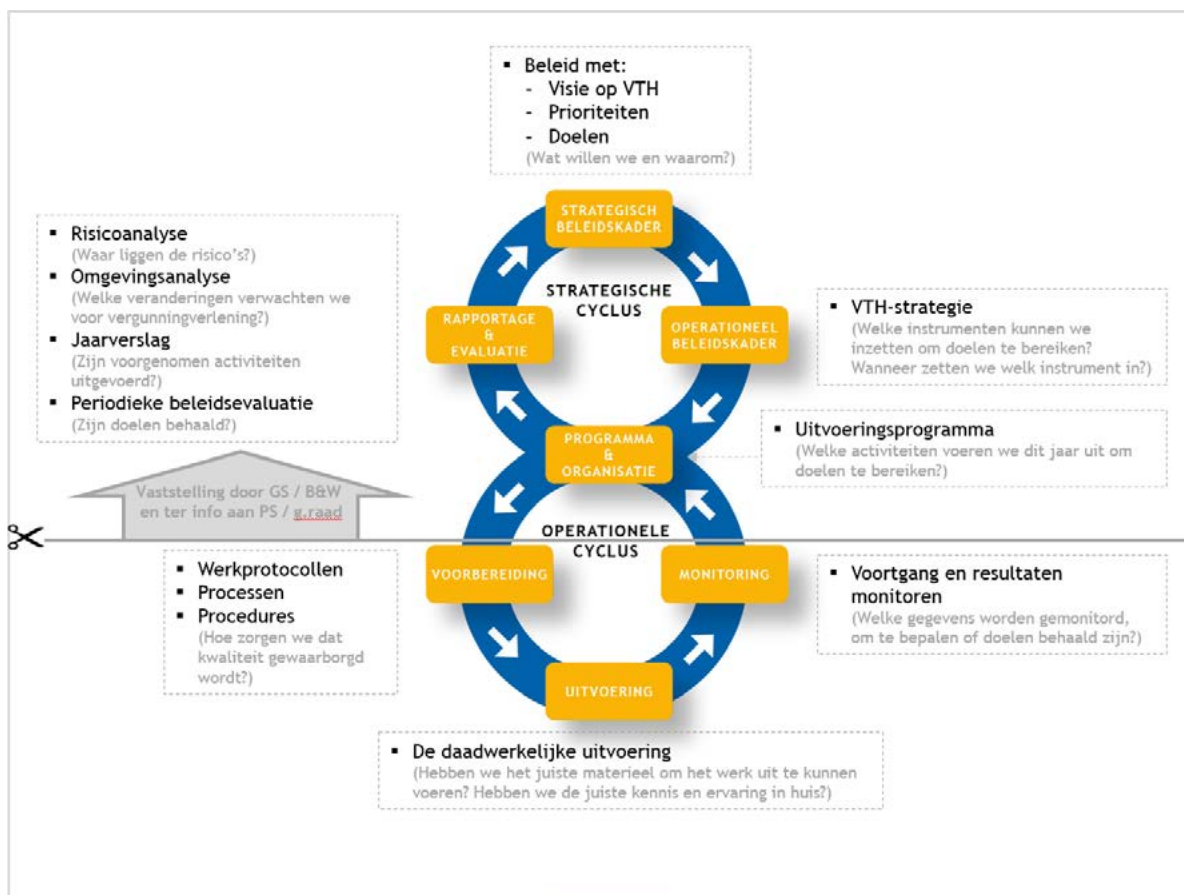 ▪ Beleid met:
- Visie op VTH
- Prioriteiten
- Doelen
(Wat willen we en waarom?)
STRATEGISCH
BELEIDSKADER
▪ Risicoanalyse
(Waar liggen de risico's?)
▪ Omgevingsanalyse
(Welke veranderingen verwachten we
voor vergunningverlening?)
▪ Jaarverslag
(Zijn voorgenomen activiteiten
uitgevoerd?)
▪ Periodieke beleidsevaluatie
(Zijn doelen behaald?)
STRATEGISCHE
CYCLUS
RAPPORTAGE
&
EVALUATIE
OPERATIONEEL
BELEIDSKADER
▪ VTH-strategie
(Welke instrumenten kunnen we
inzetten om doelen te bereiken?
Wanneer zetten we welk instrument in?)
PROGRAMMA
&
ORGANISATIE
▪ Uitvoeringsprogramma
(Welke activiteiten voeren we dit jaar uit om
doelen te bereiken?)
Vaststelling door GS / B&W
en ter info aan PS / g.raad
OPERATIONELE
CYCLUS
VOORBEREIDING
MONITORING
▪ Werkprotocollen
▪ Processen
▪ Procedures
(Hoe zorgen we dat
kwaliteit gewaarborgd
wordt?)
▪ Voortgang en resultaten
monitoren
(Welke gegevens worden gemonitord,
om te bepalen of doelen behaald zijn?)
UITVOERING
▪ De daadwerkelijke uitvoering
(Hebben we het juiste materieel om het werk uit te kunnen
voeren? Hebben we de juiste kennis en ervaring in huis?)